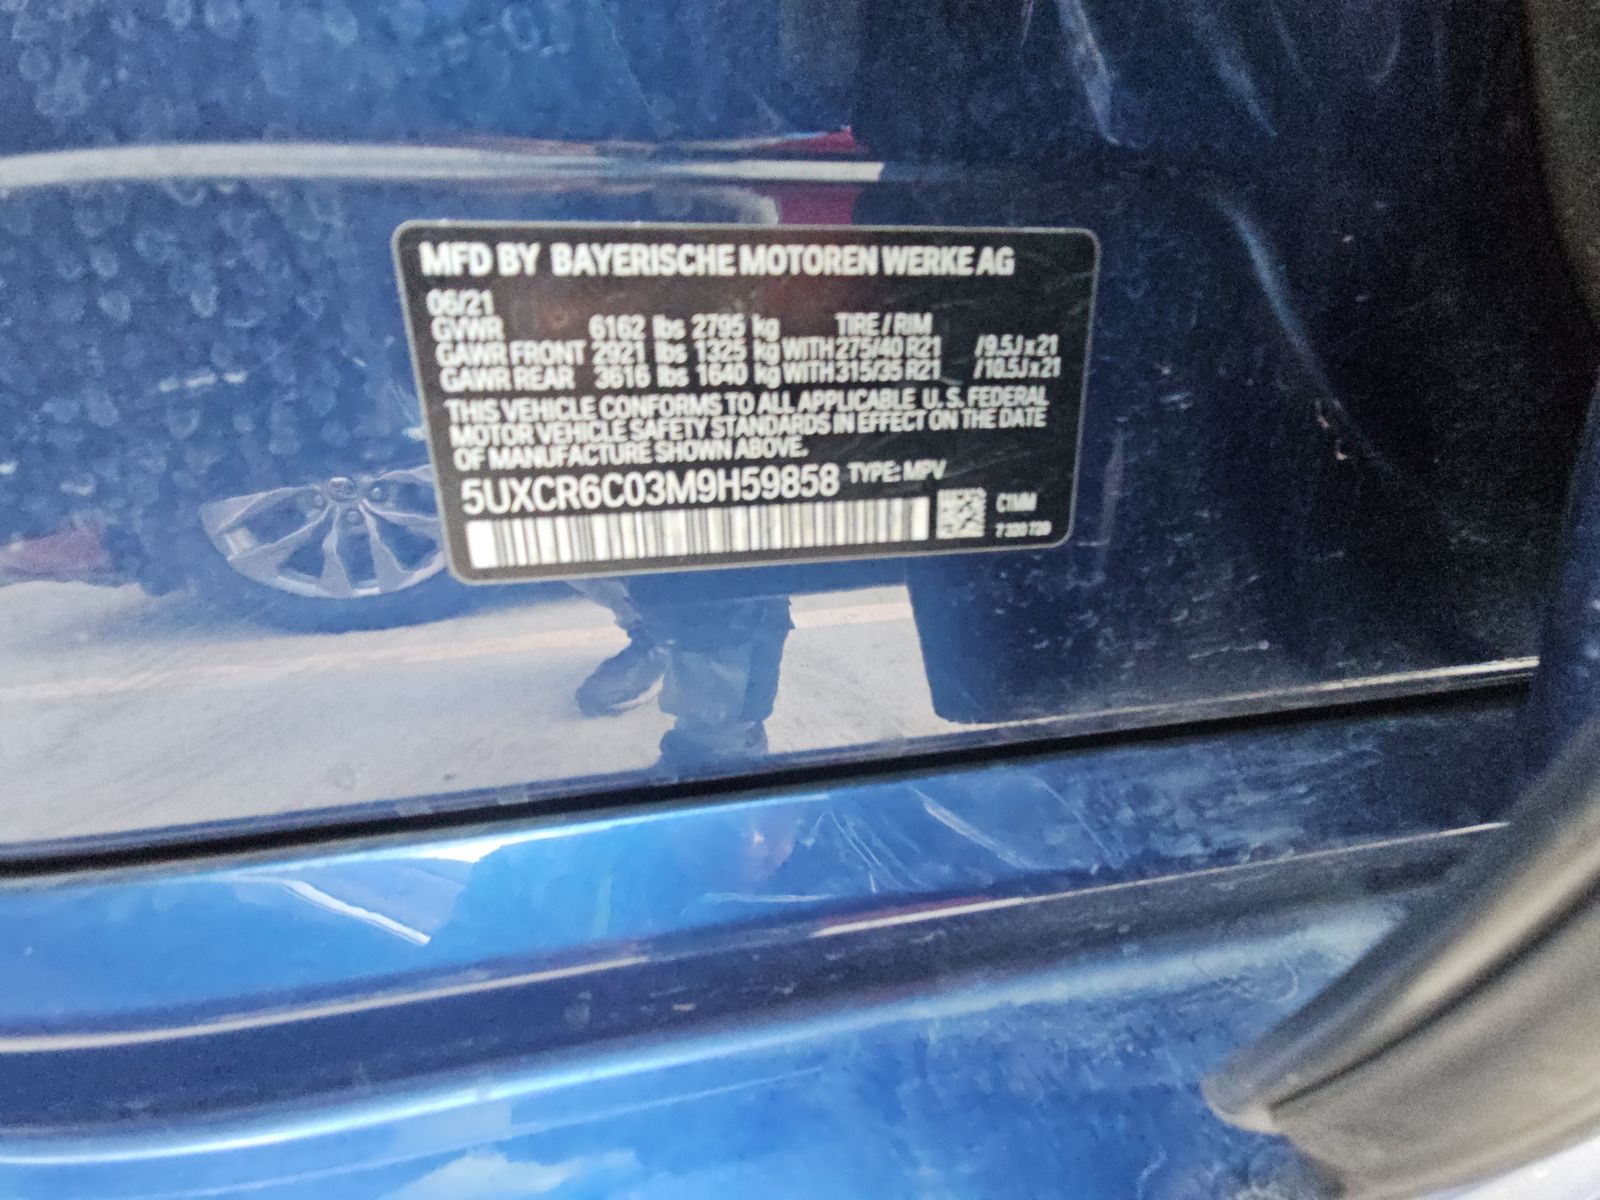 MFD BY BAYERISCHE MOTOREN WERKE AG
06/21
GVWR 6162 lbs 2795 kg TIRE / RIM
GAWR FRONT 2921 lbs 1325 kg WITH 275/40 R21 /9.5J x 21
GAWR REAR 3616 lbs 1640 kg WITH 315/35 R21 /10.5J x 21
THIS VEHICLE CONFORMS TO ALL APPLICABLE U.S. FEDERAL
MOTOR VEHICLE SAFETY STANDARDS IN EFFECT ON THE DATE
OF MANUFACTURE SHOWN ABOVE.
5UXCR6C03M9H59858 TYPE: MPV
C1MM